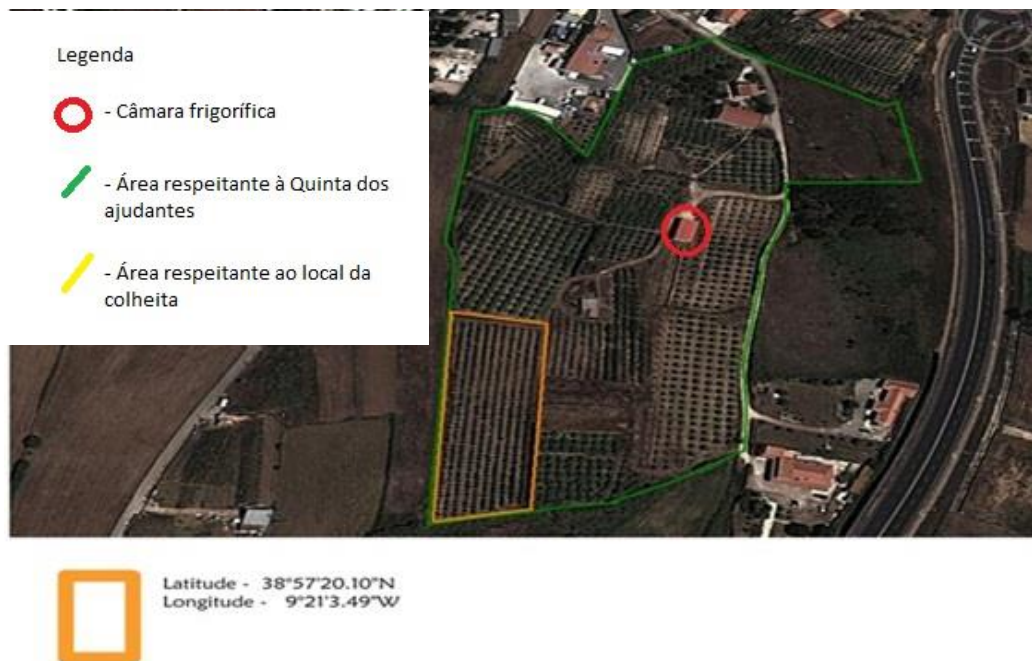 Legenda
- Câmara frigorífica
- Área respeitante à Quinta dos
ajudantes
- Área respeitante ao local da
colheita
Latitude - 38°57'20.10"N
Longitude - 9°21'3.49"W